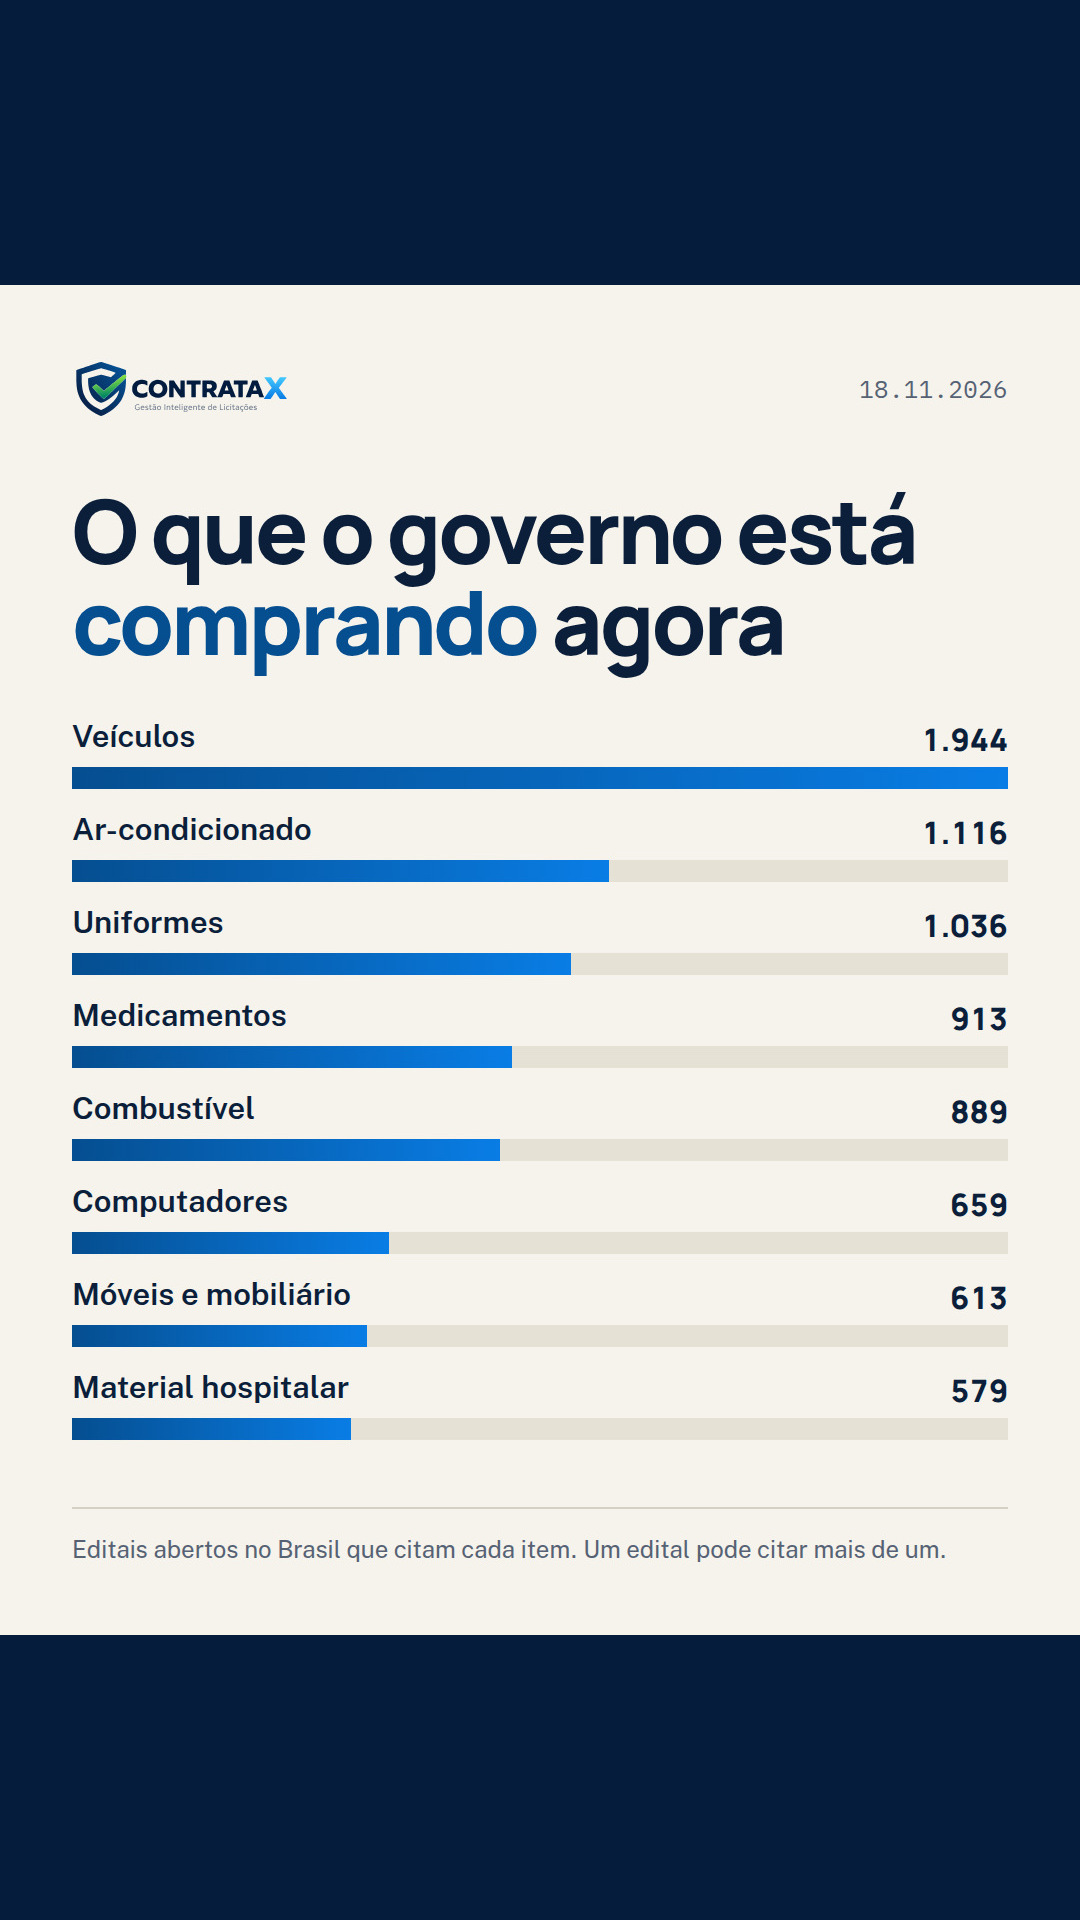 CONTRATAX
Gestão Inteligente de Licitações
18.11.2026
O que o governo está
comprando agora
Veículos 1.944
Ar-condicionado 1.116
Uniformes 1.036
Medicamentos 913
Combustível 889
Computadores 659
Móveis e mobiliário 613
Material hospitalar 579
Editais abertos no Brasil que citam cada item. Um edital pode citar mais de um.